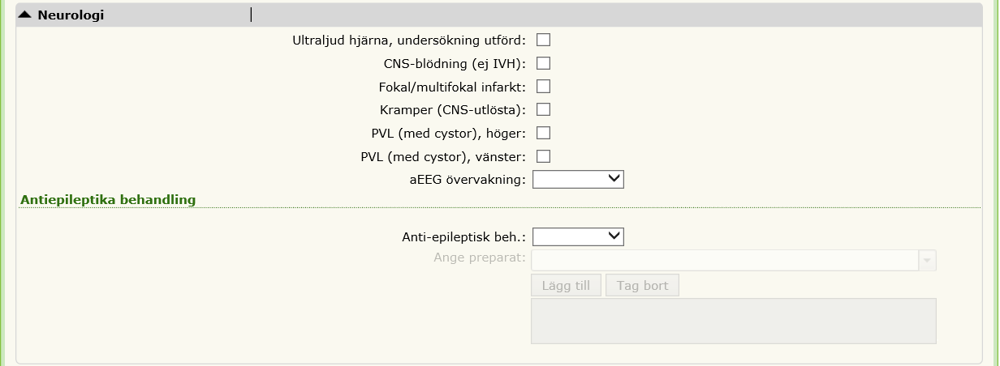 Neurologi
Ultraljud hjärna, undersökning utförd:
CNS-blödning (ej IVH):
Fokal/multifokal infarkt:
Kramper (CNS-utlösta):
PVL (med cystor), höger:
PVL (med cystor), vänster:
aEEG övervakning:
Antiepileptika behandling
Anti-epileptisk beh.:
Ange preparat:
Lägg till Tag bort